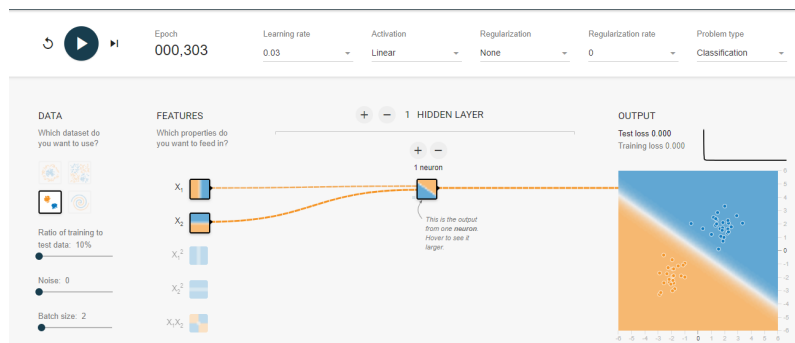 Epoch
000,303
Learning rate
0.03
Activation
Linear
Regularization
None
Regularization rate
0
Problem type
Classification
DATA
Which dataset do
you want to use?
Ratio of training to
test data: 10%
Noise: 0
Batch size: 2
FEATURES
Which properties do
you want to feed in?
X₁
X₂
X₁²
X₂²
X₁X₂
+ − 1 HIDDEN LAYER
+ −
1 neuron
This is the output
from one neuron.
Hover to see it
larger.
OUTPUT
Test loss 0.000
Training loss 0.000
6
5
4
3
2
1
0
-1
-2
-3
-4
-5
-6
-6 -5 -4 -3 -2 -1 0 1 2 3 4 5 6